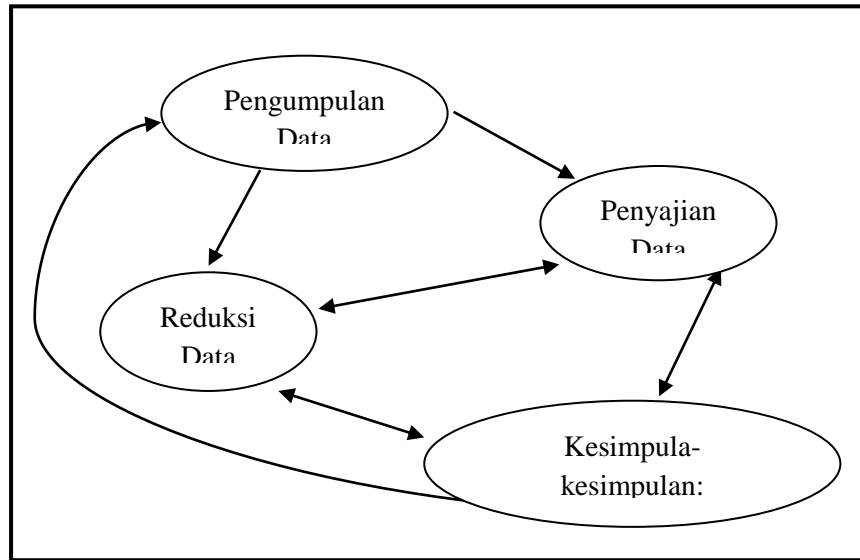 Pengumpulan
Data
Penyajian
Data
Reduksi
Data
Kesimpula-
kesimpulan: